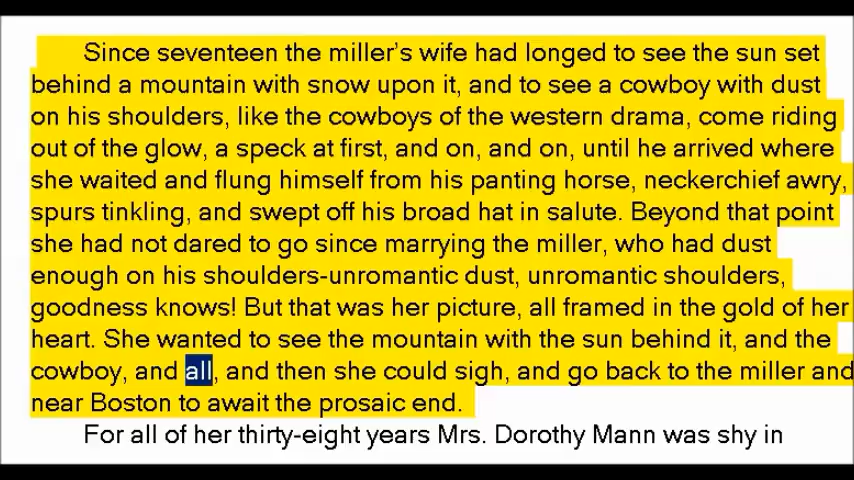 Since seventeen the miller's wife had longed to see the sun set
behind a mountain with snow upon it, and to see a cowboy with dust
on his shoulders, like the cowboys of the western drama, come riding
out of the glow, a speck at first, and on, and on, until he arrived where
she waited and flung himself from his panting horse, neckerchief awry,
spurs tinkling, and swept off his broad hat in salute. Beyond that point
she had not dared to go since marrying the miller, who had dust
enough on his shoulders-unromantic dust, unromantic shoulders,
goodness knows! But that was her picture, all framed in the gold of her
heart. She wanted to see the mountain with the sun behind it, and the
cowboy, and all, and then she could sigh, and go back to the miller and
near Boston to await the prosaic end.
For all of her thirty-eight years Mrs. Dorothy Mann was shy in